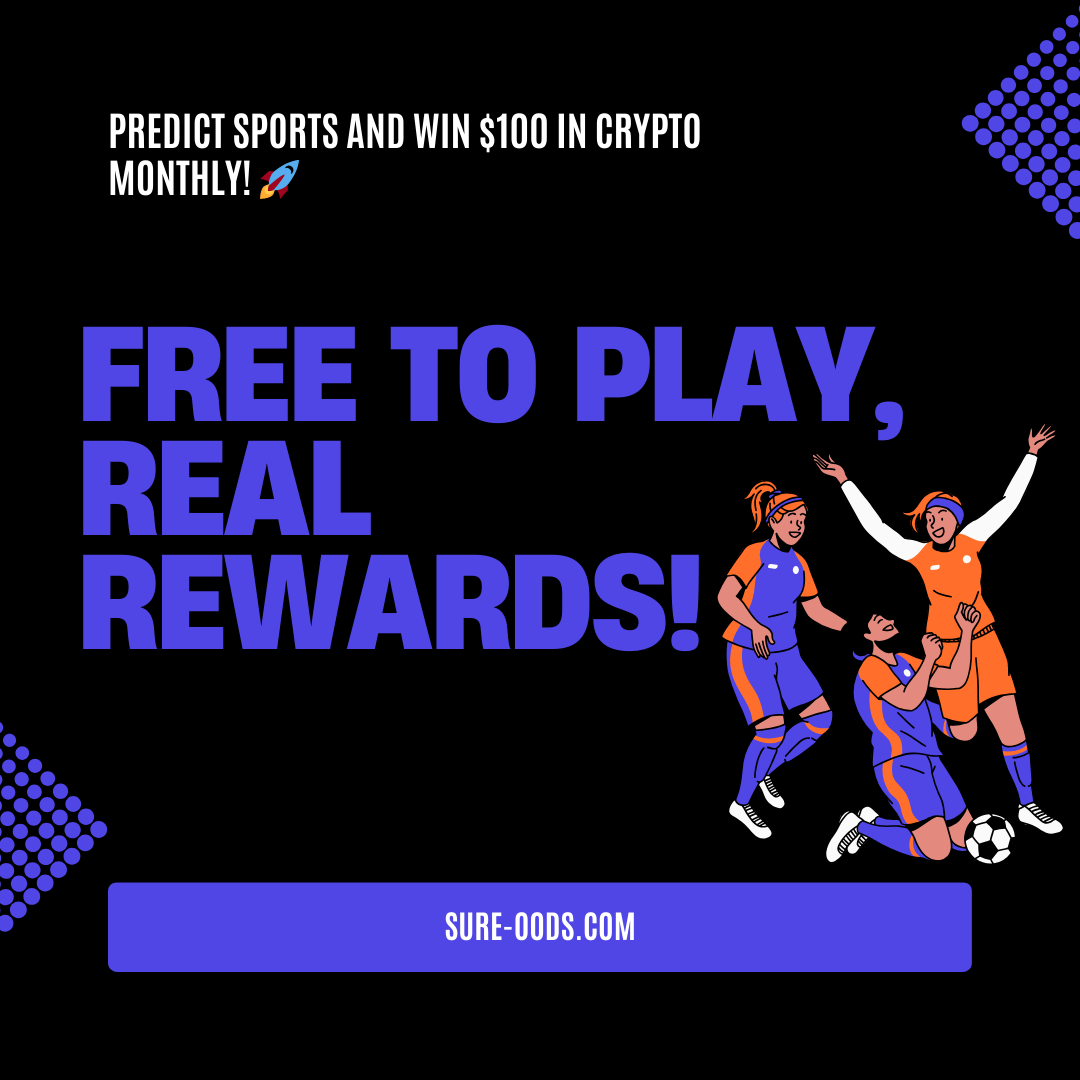 PREDICT SPORTS AND WIN $100 IN CRYPTO
MONTHLY! 🚀
FREE TO PLAY,
REAL
REWARDS!
SURE-OODS.COM